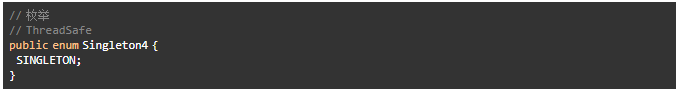 // 枚举
// ThreadSafe
public enum Singleton4 {
  SINGLETON;
}